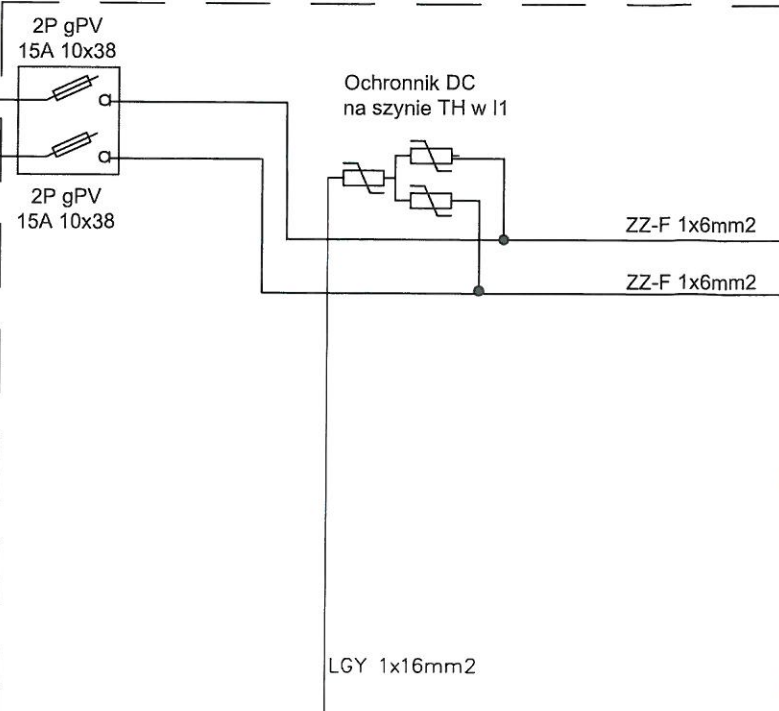 2P gPV
15A 10x38
Ochronnik DC
na szynie TH w I1
2P gPV
15A 10x38
ZZ-F 1x6mm2
ZZ-F 1x6mm2
LGY 1x16mm2